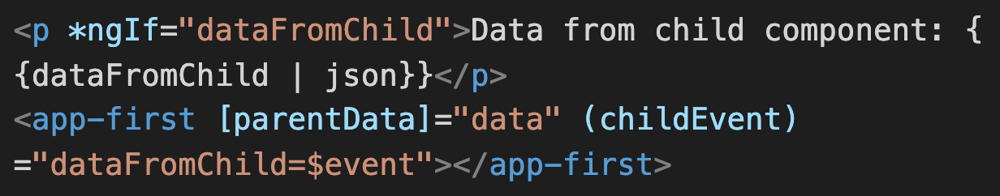 <p *ngIf="dataFromChild">Data from child component: {
{dataFromChild | json}}</p>
<app-first [parentData]="data" (childEvent)
="dataFromChild=$event"></app-first>